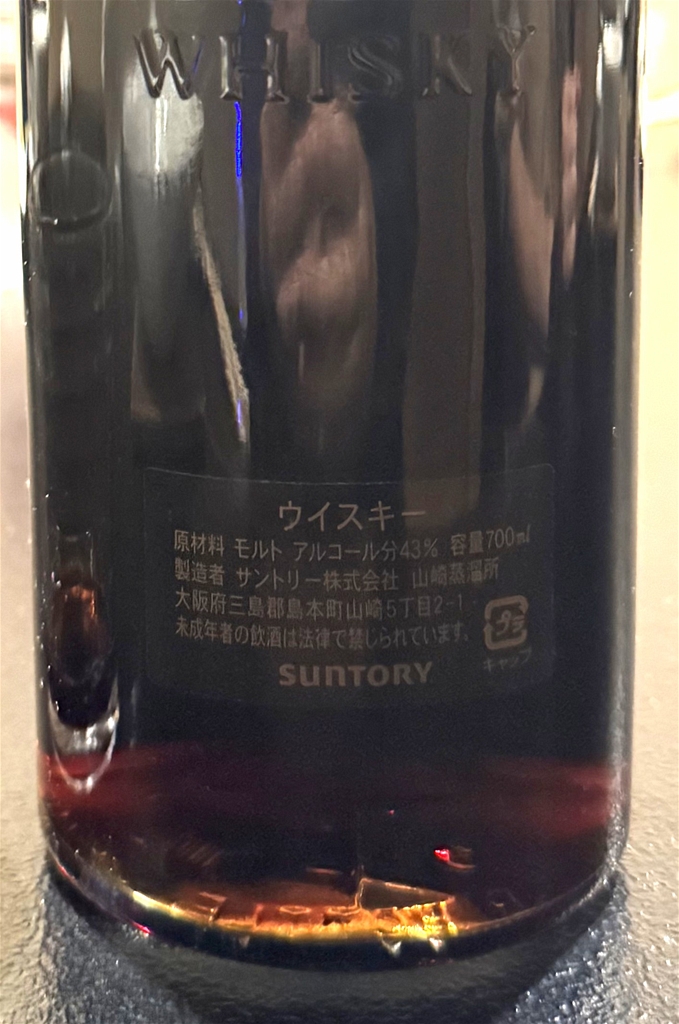 WHISKY
ウイスキー
原材料 モルト アルコール分43% 容量700ml
製造者 サントリー株式会社 山崎蒸溜所
大阪府三島郡島本町山崎5丁目2-1
未成年者の飲酒は法律で禁じられています。
プラ
キャップ
SUNTORY